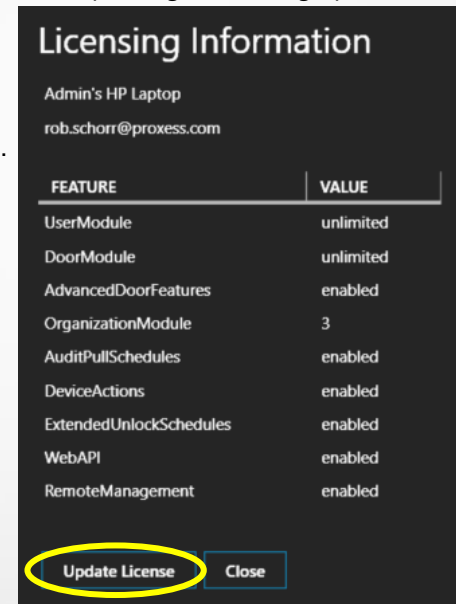 Licensing Information
Admin's HP Laptop
rob.schorr@proxess.com
.
FEATURE VALUE
UserModule unlimited
DoorModule unlimited
AdvancedDoorFeatures enabled
OrganizationModule 3
AuditPullSchedules enabled
DeviceActions enabled
ExtendedUnlockSchedules enabled
WebAPI enabled
RemoteManagement enabled
Update License Close